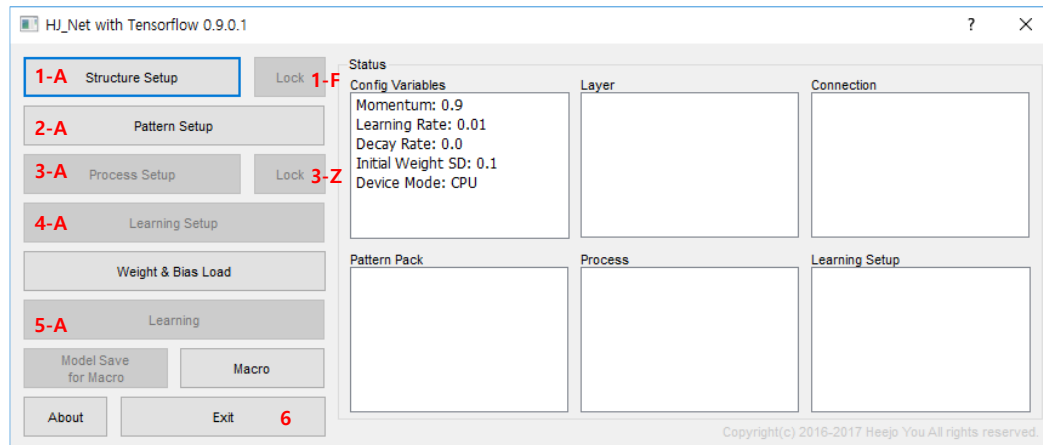 HJ_Net with Tensorflow 0.9.0.1
1-A Structure Setup
Lock 1-F
2-A Pattern Setup
3-A Process Setup
Lock 3-Z
4-A Learning Setup
Weight & Bias Load
5-A Learning
Model Save
for Macro
Macro
About
Exit 6
Status
Config Variables
Momentum: 0.9
Learning Rate: 0.01
Decay Rate: 0.0
Initial Weight SD: 0.1
Device Mode: CPU
Layer
Connection
Pattern Pack
Process
Learning Setup
Copyright(c) 2016-2017 Heejo You All rights reserved.